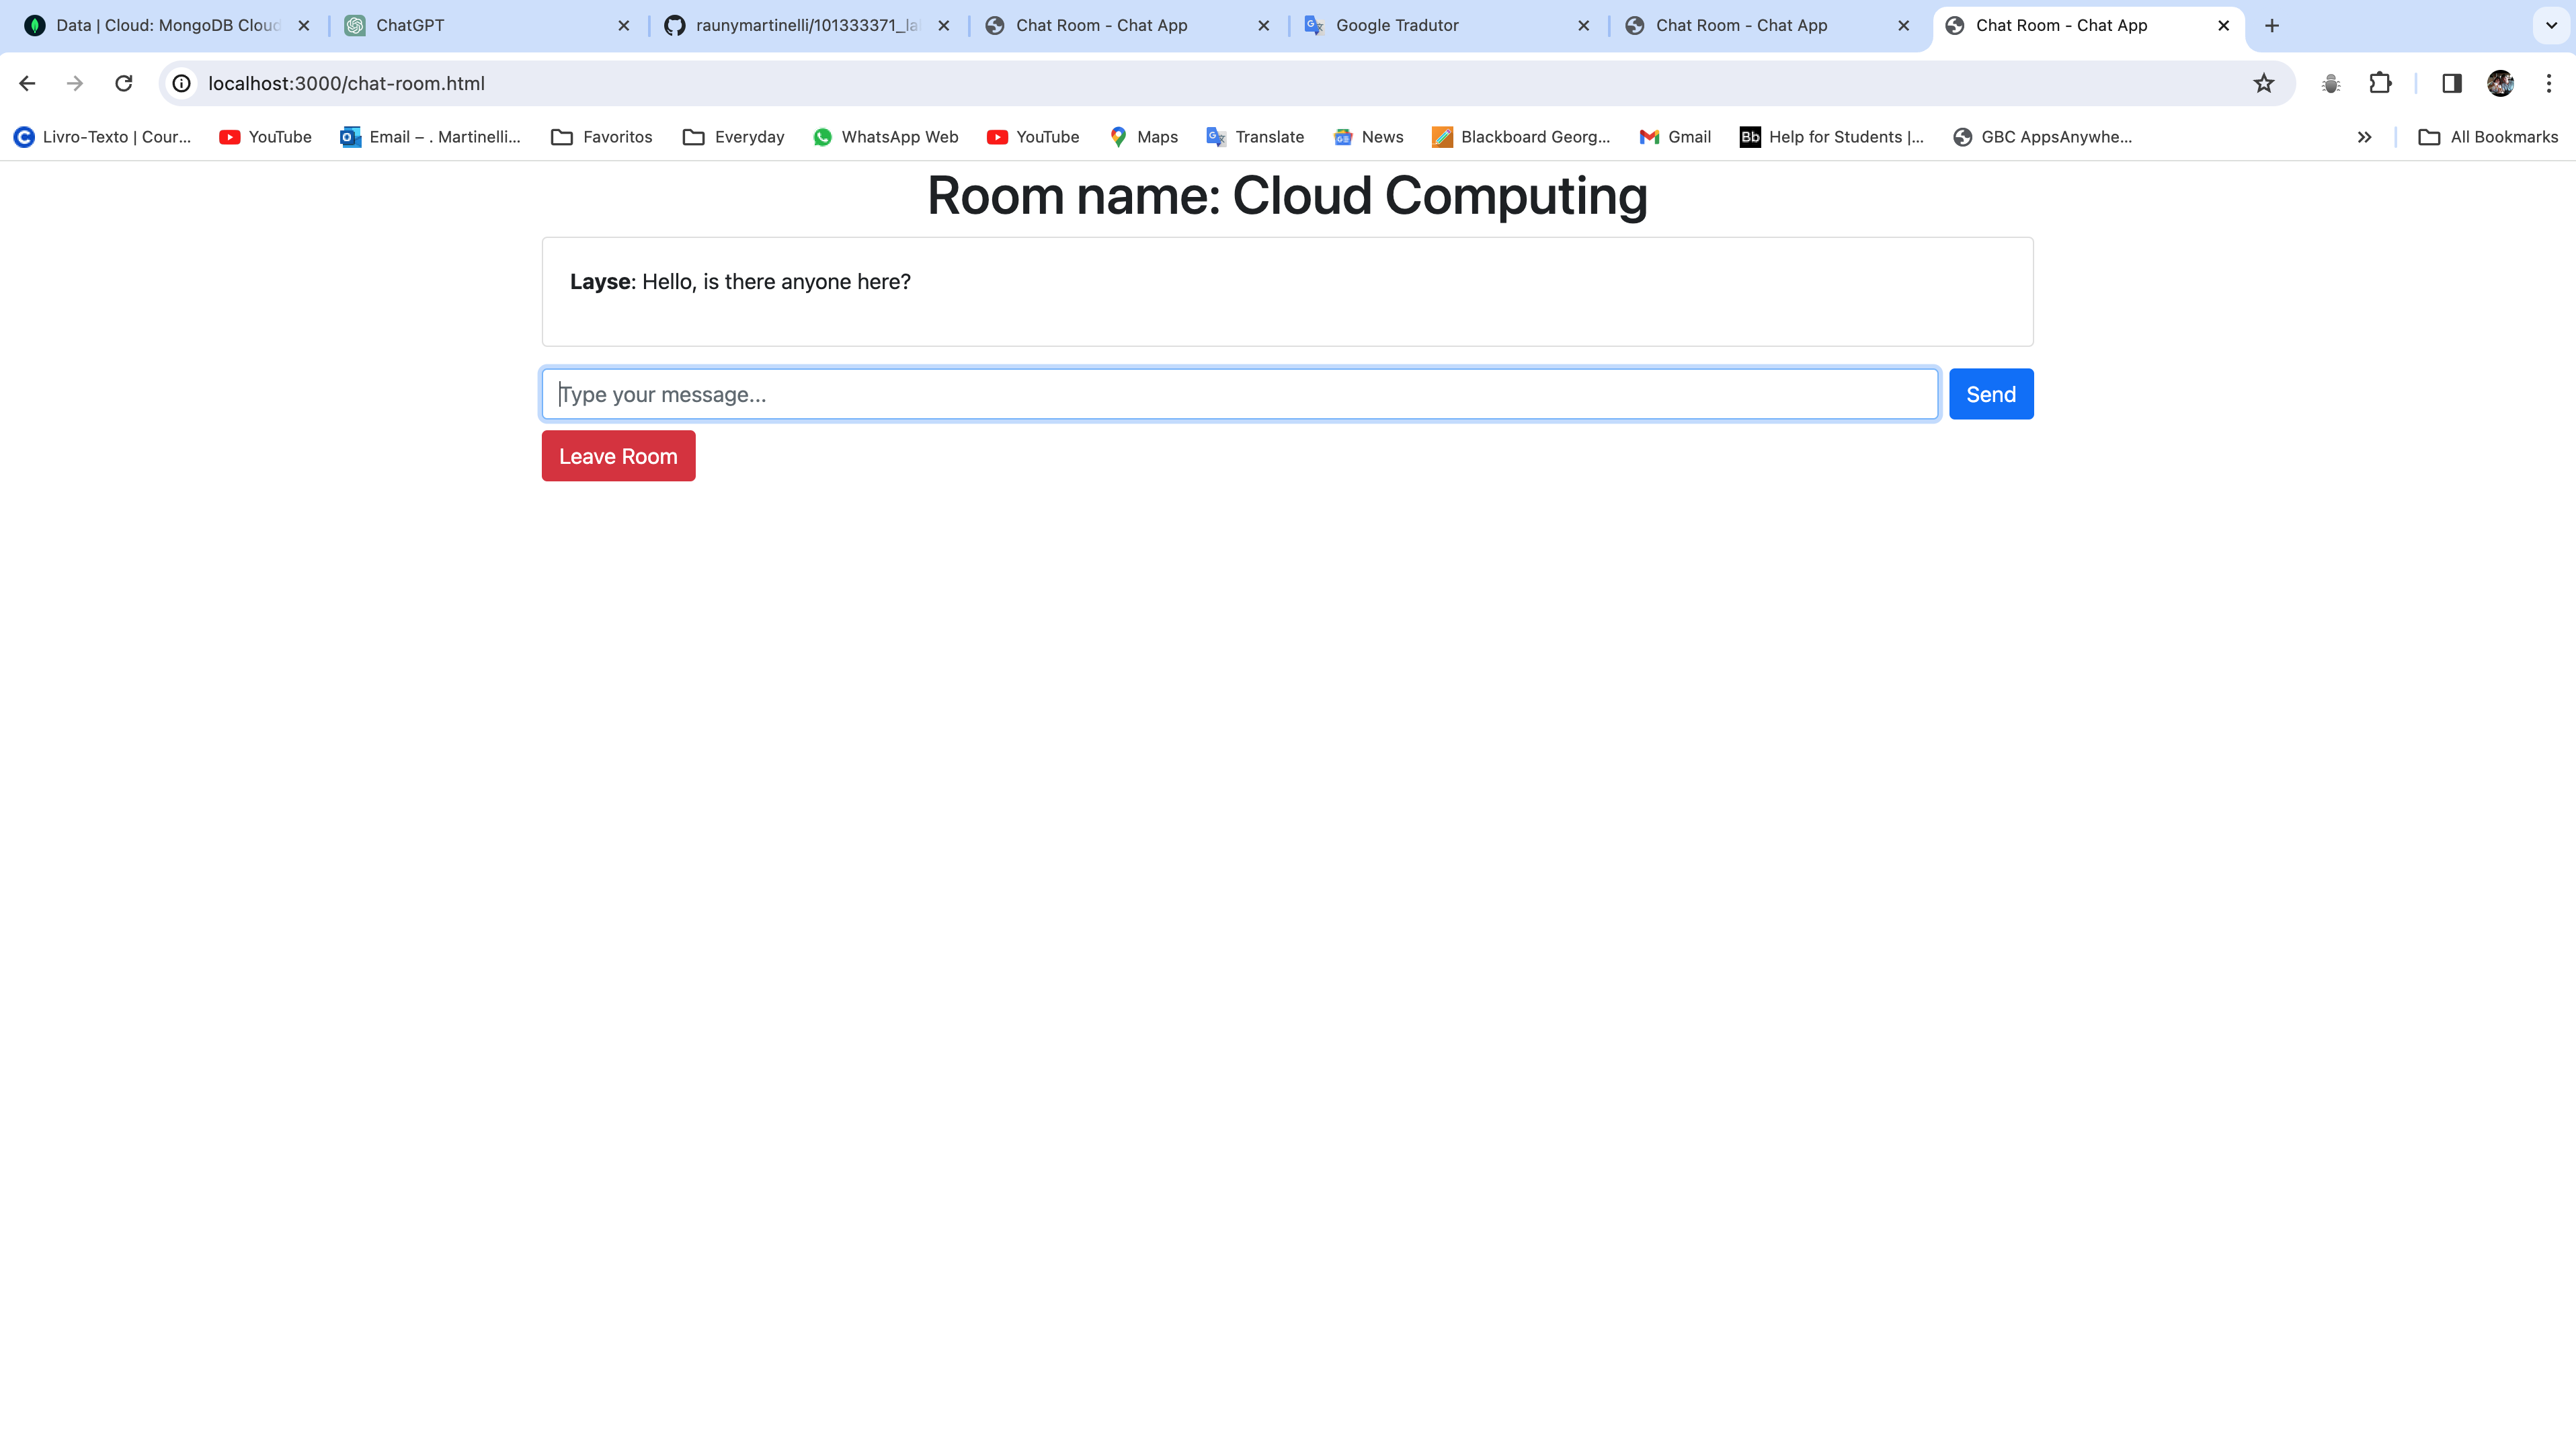 Data | Cloud: MongoDB Cloud
ChatGPT
raunymartinelli/101333371_la
Chat Room - Chat App
Google Tradutor
Chat Room - Chat App
Chat Room - Chat App
localhost:3000/chat-room.html
Livro-Texto | Cour...
YouTube
Email – . Martinelli...
Favoritos
Everyday
WhatsApp Web
YouTube
Maps
Translate
News
Blackboard Georg...
Gmail
Bb Help for Students |...
GBC AppsAnywhe...
All Bookmarks
Room name: Cloud Computing
Layse: Hello, is there anyone here?
Type your message...
Send
Leave Room